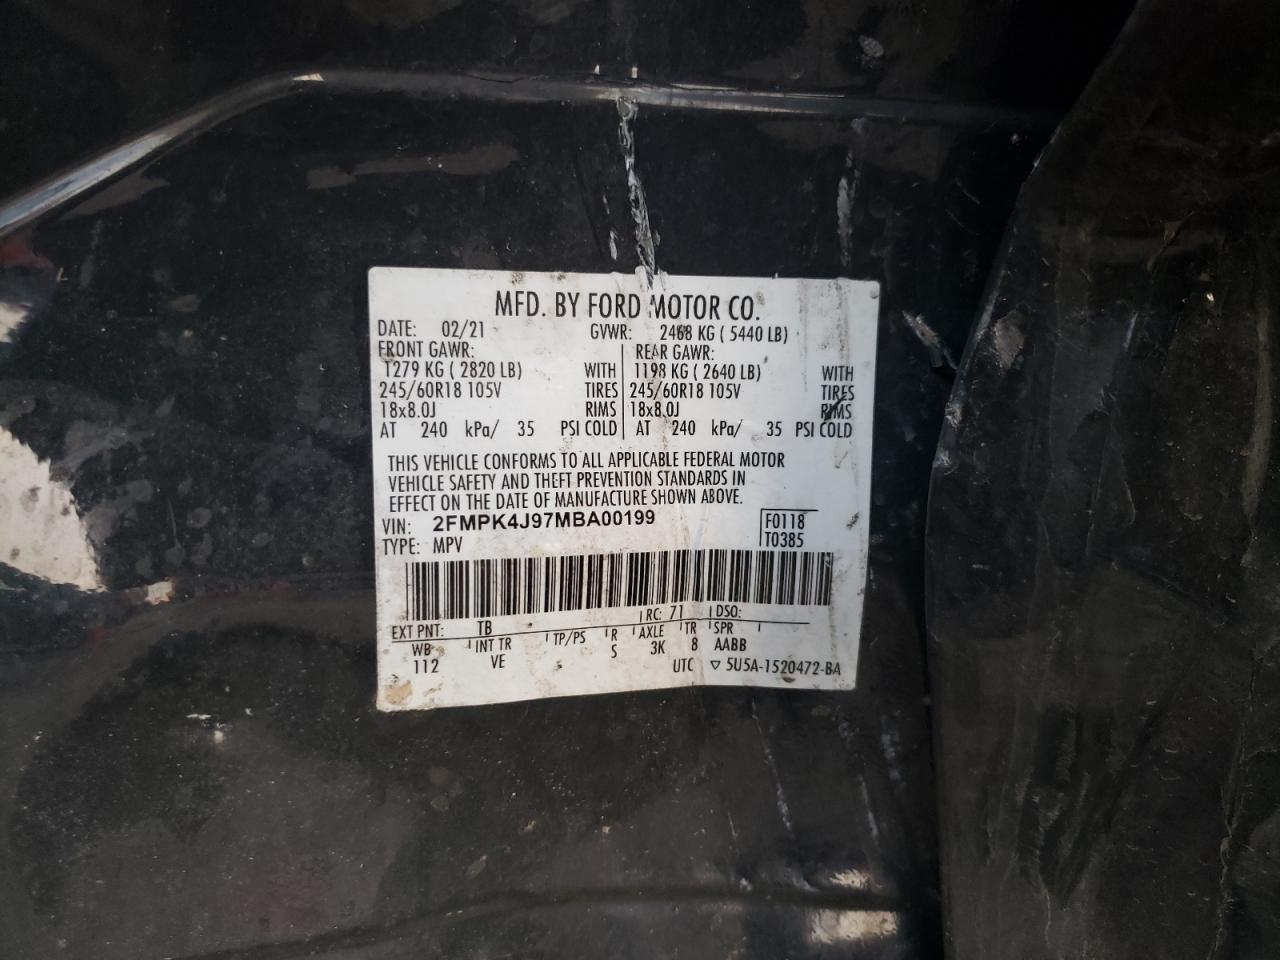 MFD. BY FORD MOTOR CO.
DATE: 02/21 GVWR: 2468 KG ( 5440 LB)
FRONT GAWR: REAR GAWR:
1279 KG ( 2820 LB) WITH 1198 KG ( 2640 LB) WITH
245/60R18 105V TIRES 245/60R18 105V TIRES
18x8.0J RIMS 18x8.0J RIMS
AT 240 kPa/ 35 PSI COLD AT 240 kPa/ 35 PSI COLD
THIS VEHICLE CONFORMS TO ALL APPLICABLE FEDERAL MOTOR
VEHICLE SAFETY AND THEFT PREVENTION STANDARDS IN
EFFECT ON THE DATE OF MANUFACTURE SHOWN ABOVE.
VIN: 2FMPK4J97MBA00199 F0118
TYPE: MPV T0385
EXT PNT: TB RC: 71 DSO:
WB INT TR TP/PS R AXLE TR SPR
112 VE S 3K 8 AABB
UTC ▽ 5U5A-1520472-BA